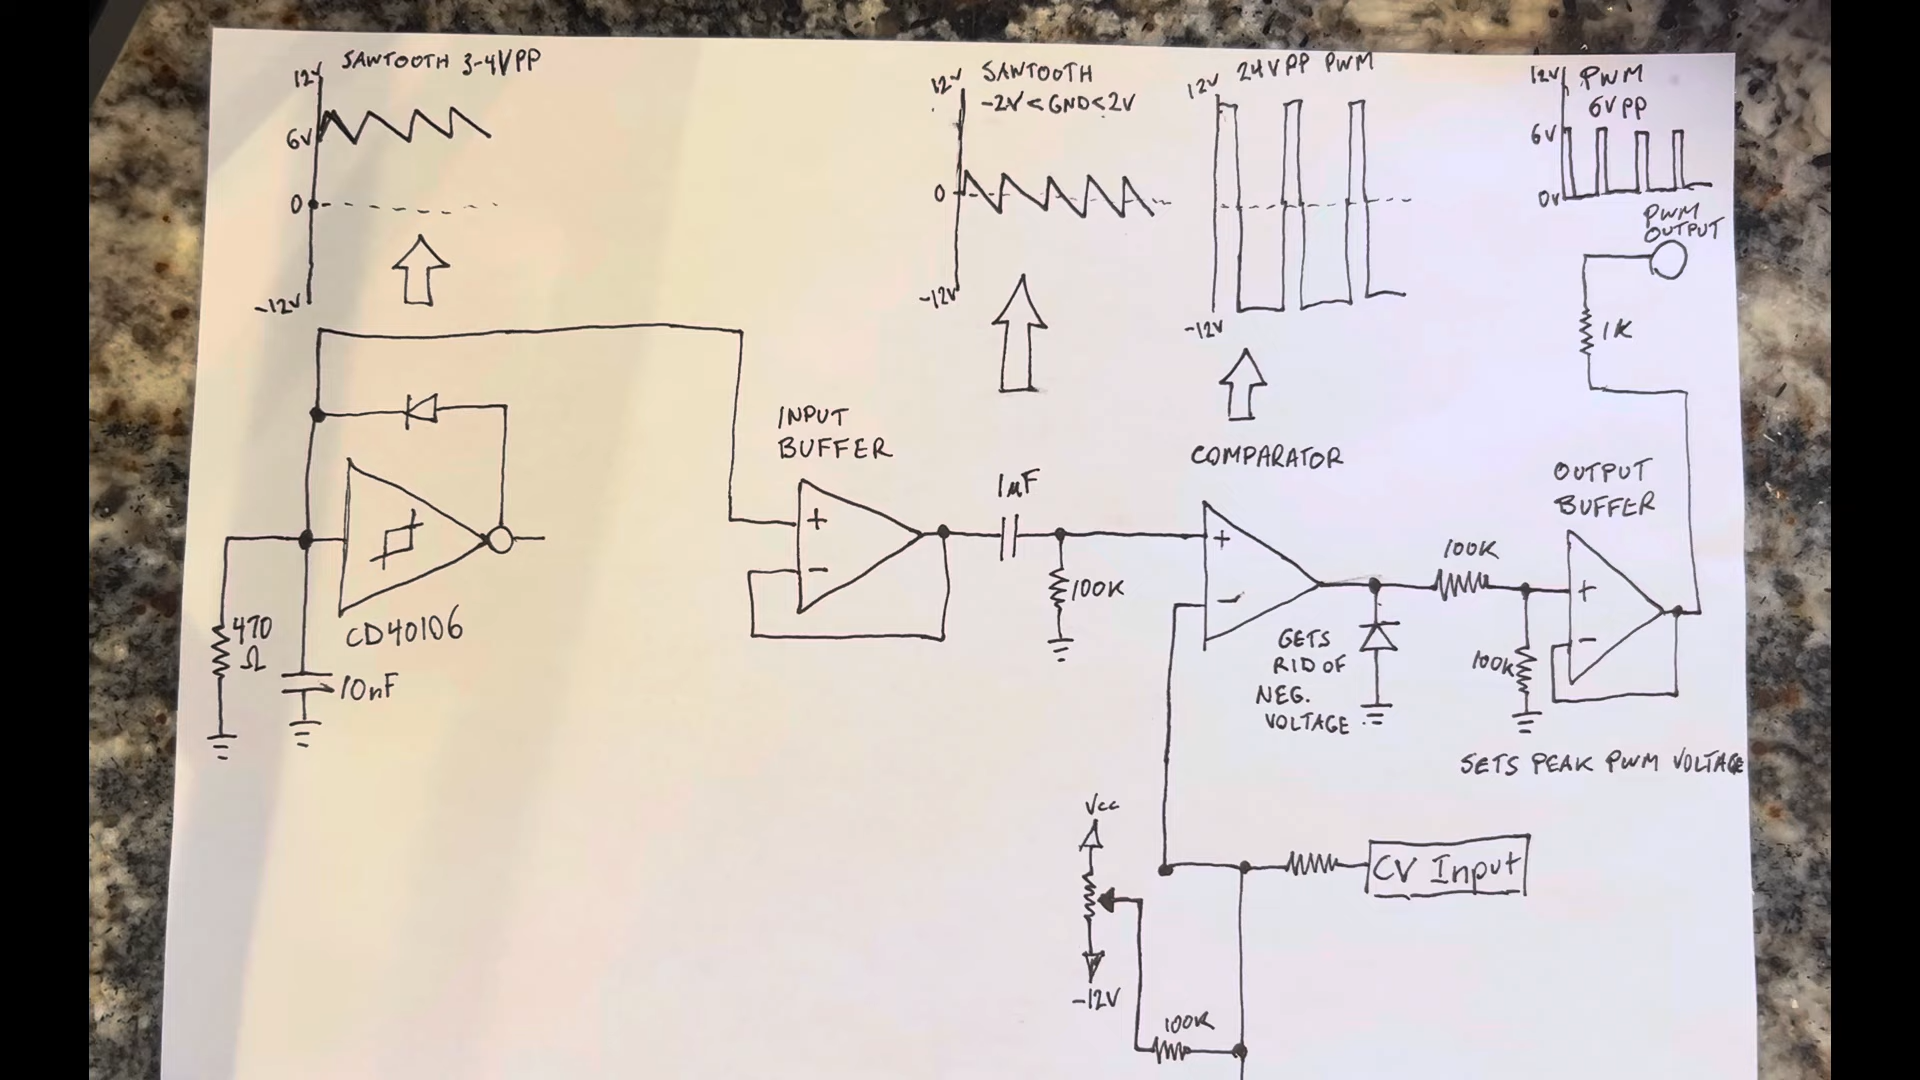 SAWTOOTH 3-4VPP
12V
6V
0
-12V
SAWTOOTH
-2V<GND<2V
12V
0
-12V
24VPP PWM
12V
-12V
PWM
6VPP
12V
6V
0V
PWM
OUTPUT
1K
INPUT
BUFFER
1µF
100K
COMPARATOR
OUTPUT
BUFFER
+
-
+
-
+
-
100K
100K
GETS
RID OF
NEG.
VOLTAGE
SETS PEAK PWM VOLTAGE
470
Ω
10nF
CD40106
Vcc
-12V
100K
CV Input